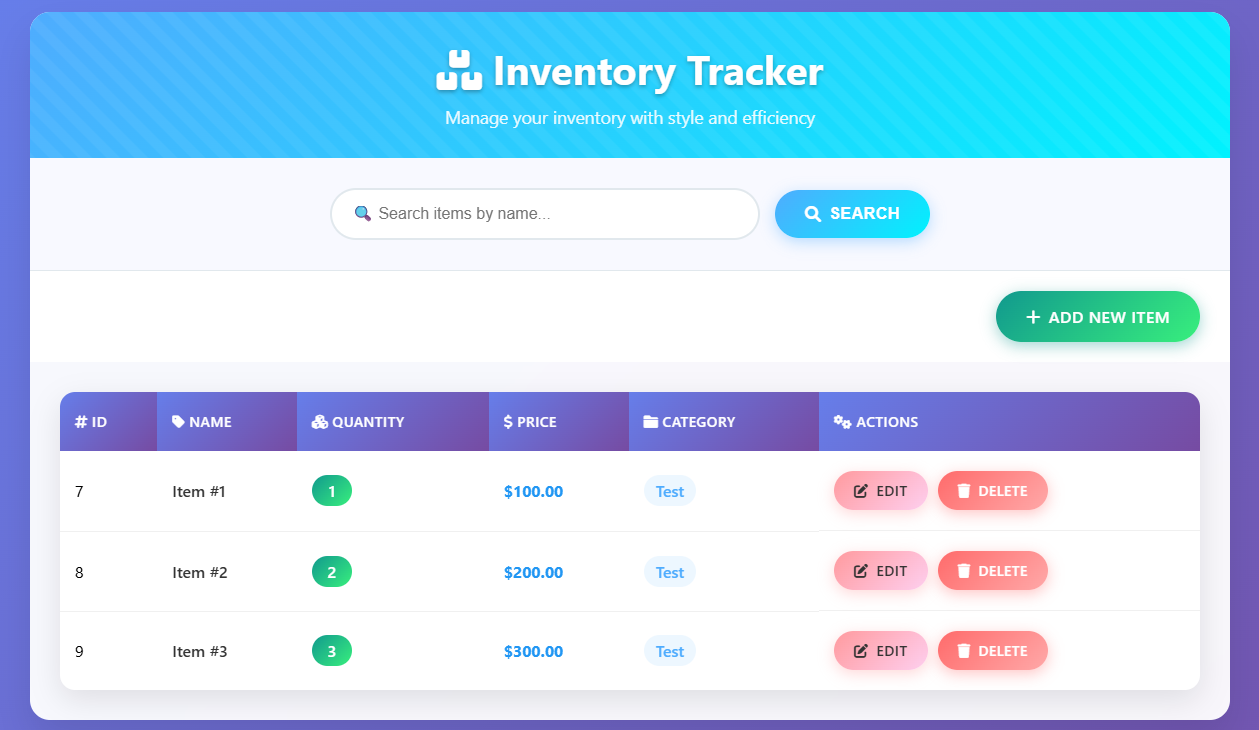 Inventory Tracker
Manage your inventory with style and efficiency
Search items by name...
SEARCH
+ ADD NEW ITEM
# ID NAME QUANTITY $ PRICE CATEGORY ACTIONS
7 Item #1 1 $100.00 Test EDIT DELETE
8 Item #2 2 $200.00 Test EDIT DELETE
9 Item #3 3 $300.00 Test EDIT DELETE